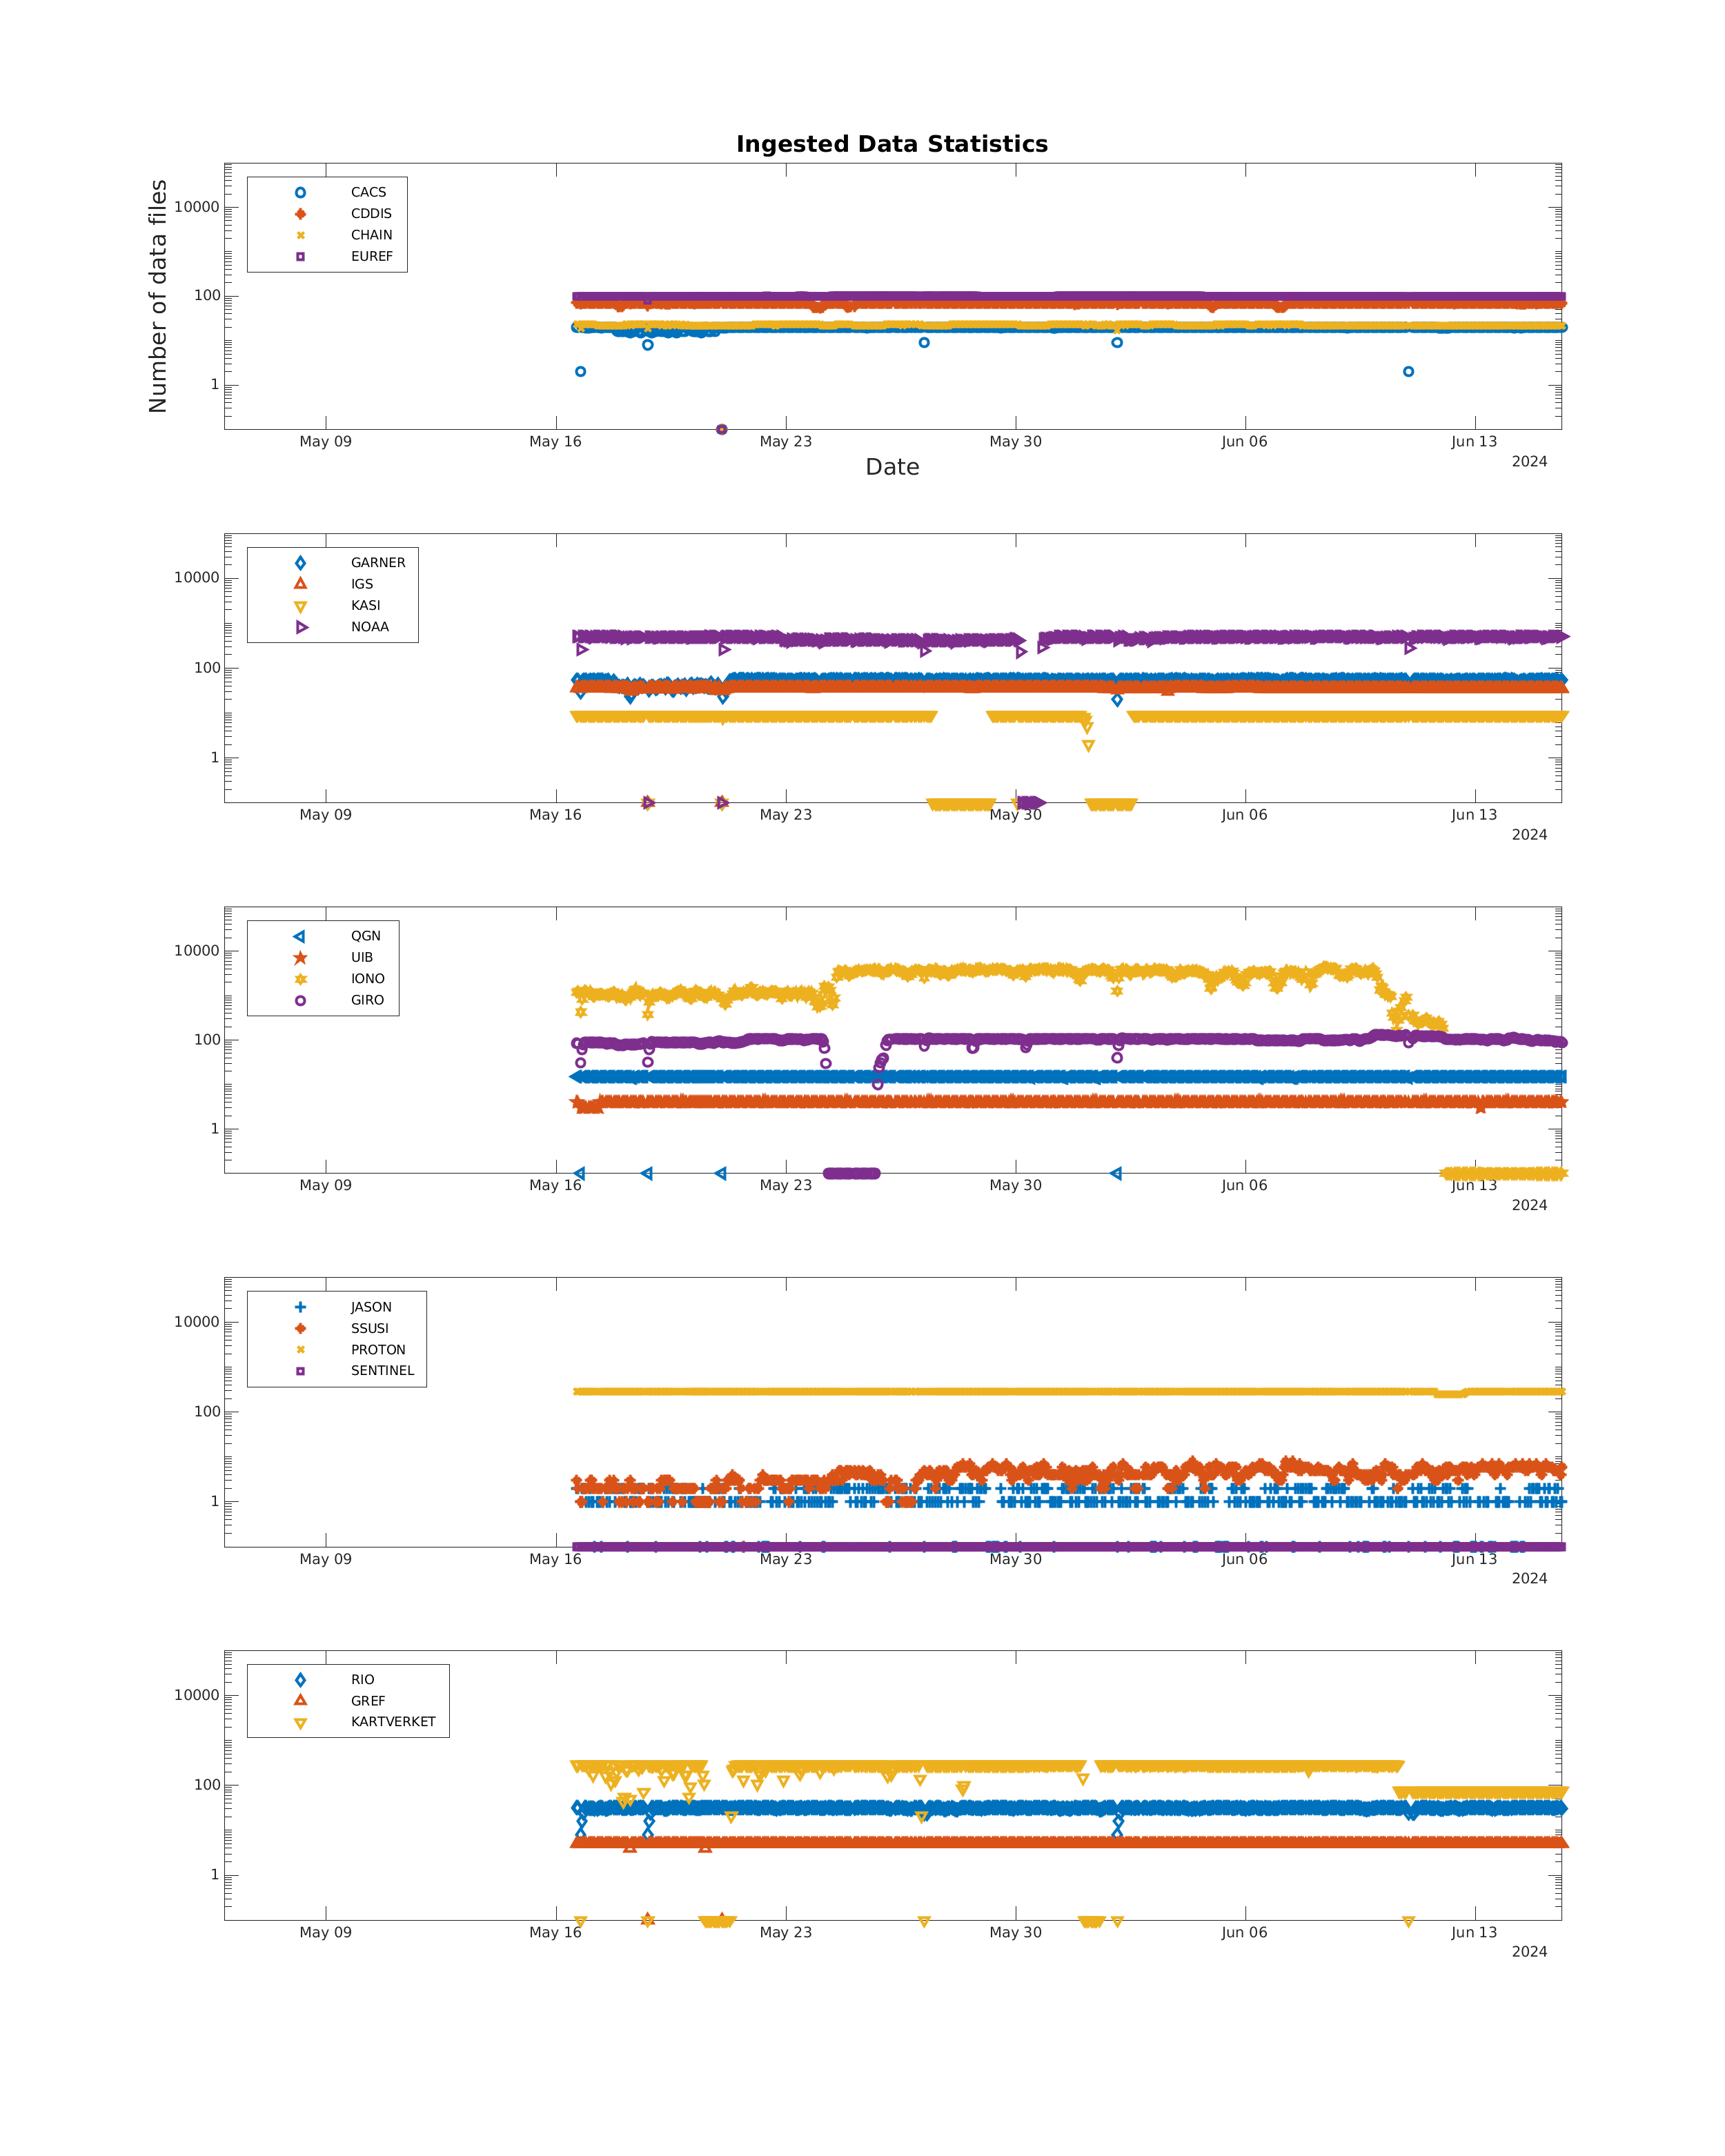 Ingested Data Statistics
Number of data files
10000
100
1
CACS
CDDIS
CHAIN
EUREF
May 09 May 16 May 23 May 30 Jun 06 Jun 13
2024
Date
10000
100
1
GARNER
IGS
KASI
NOAA
May 09 May 16 May 23 May 30 Jun 06 Jun 13
2024
10000
100
1
QGN
UIB
IONO
GIRO
May 09 May 16 May 23 May 30 Jun 06 Jun 13
2024
10000
100
1
JASON
SSUSI
PROTON
SENTINEL
May 09 May 16 May 23 May 30 Jun 06 Jun 13
2024
10000
100
1
RIO
GREF
KARTVERKET
May 09 May 16 May 23 May 30 Jun 06 Jun 13
2024